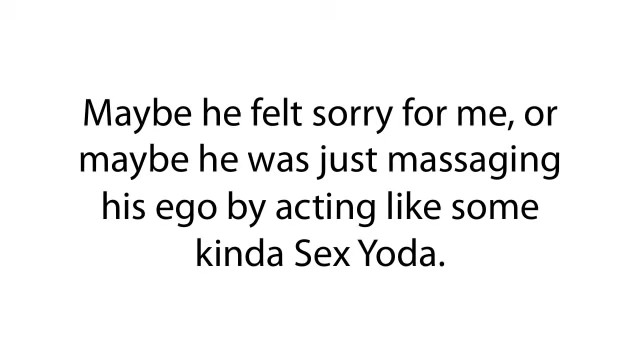 Maybe he felt sorry for me, or
maybe he was just massaging
his ego by acting like some
kinda Sex Yoda.